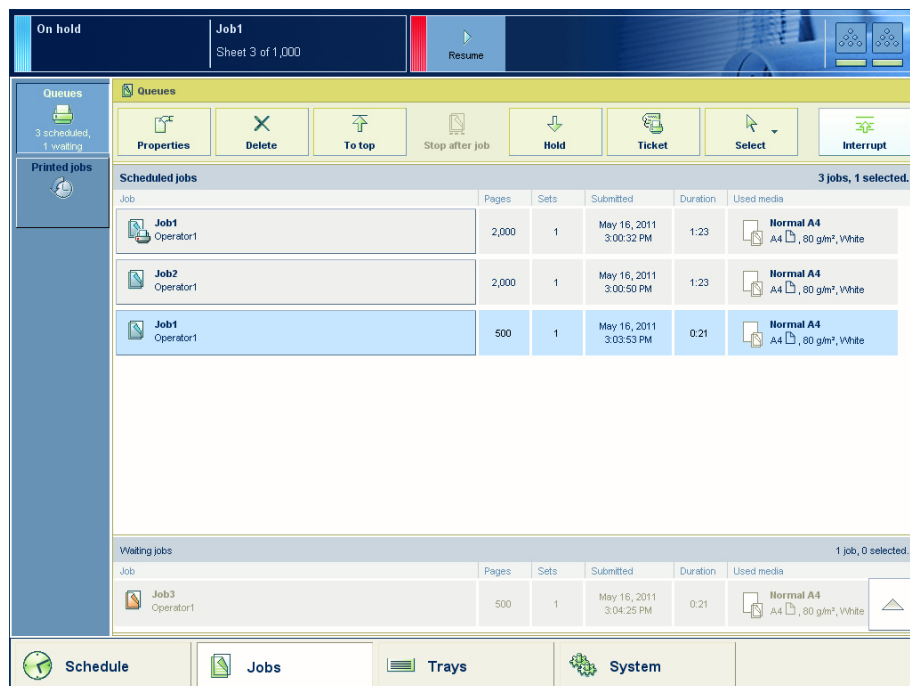 On hold
Job1
Sheet 3 of 1,000
Resume
Queues
3 scheduled,
1 waiting
Printed jobs
Queues
Properties
Delete
To top
Stop after job
Hold
Ticket
Select
Interrupt
Scheduled jobs
3 jobs, 1 selected.
Job Pages Sets Submitted Duration Used media
Job1
Operator1
2,000
1
May 16, 2011
3:00:32 PM
1:23
Normal A4
A4 , 80 g/m², White
Job2
Operator1
2,000
1
May 16, 2011
3:00:50 PM
1:23
Normal A4
A4 , 80 g/m², White
Job1
Operator1
500
1
May 16, 2011
3:03:53 PM
0:21
Normal A4
A4 , 80 g/m², White
Waiting jobs
1 job, 0 selected.
Job Pages Sets Submitted Duration Used media
Job3
Operator1
500
1
May 16, 2011
3:04:25 PM
0:21
Normal A4
A4 , 80 g/m², White
Schedule
Jobs
Trays
System